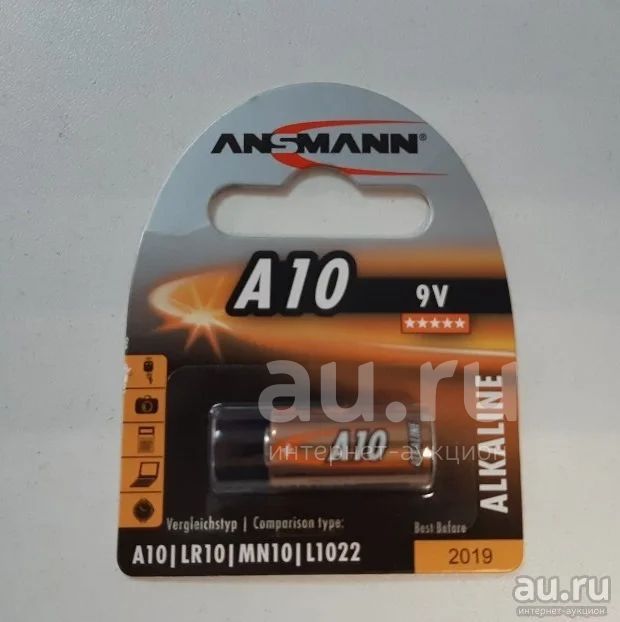 ANSMANN®
A10
9V
au.ru
интернет-аукцион
A10
ALKALINE
Vergleichstyp | Comparison type:
A10|LR10|MN10|L1022
Best Before
2019
au.ru
интернет-аукцион